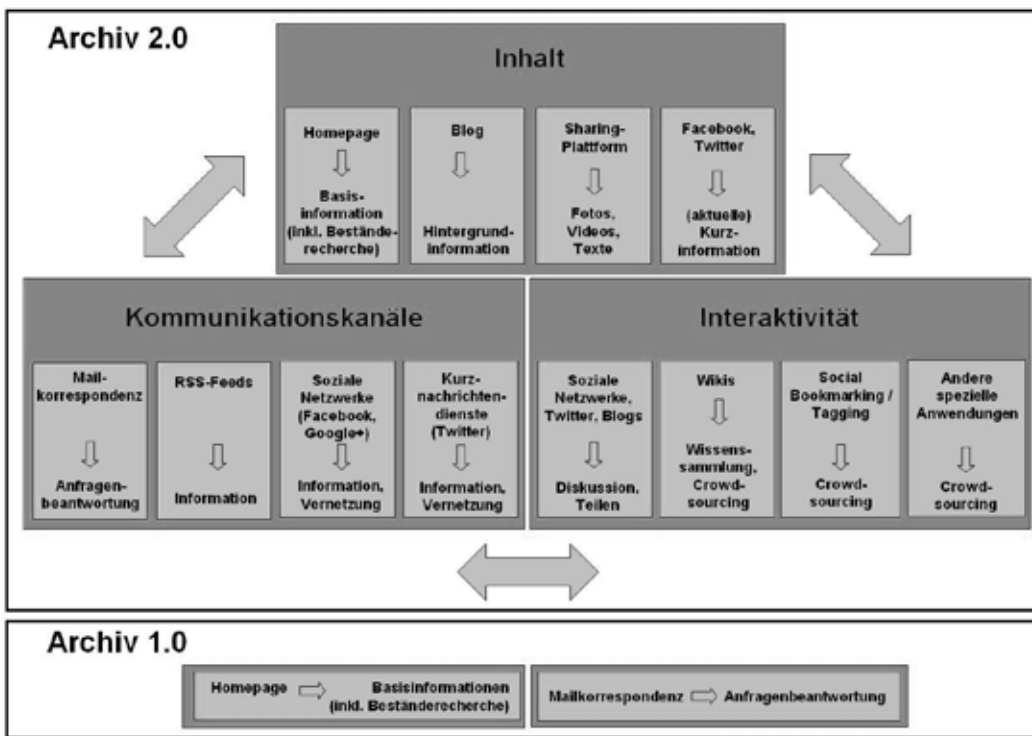 Archiv 2.0
Inhalt
Homepage
Basis-
information
(inkl. Bestände-
recherche)
Blog
Hintergrund-
information
Sharing-
Plattform
Fotos,
Videos,
Texte
Facebook,
Twitter
(aktuelle)
Kurz-
information
Kommunikationskanäle
Mail-
korrespondenz
Anfragen-
beantwortung
RSS-Feeds
Information
Soziale
Netzwerke
(Facebook,
Google+)
Information,
Vernetzung
Kurz-
nachrichten-
dienste
(Twitter)
Information,
Vernetzung
Interaktivität
Soziale
Netzwerke,
Twitter, Blogs
Diskussion,
Teilen
Wikis
Wissens-
sammlung,
Crowd-
sourcing
Social
Bookmarking /
Tagging
Crowd-
sourcing
Andere
spezielle
Anwendungen
Crowd-
sourcing
Archiv 1.0
Homepage Basisinformationen
(inkl. Beständerecherche)
Mailkorrespondenz Anfragenbeantwortung